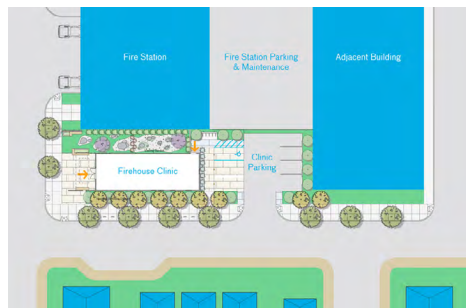 Fire Station
Fire Station Parking
& Maintenance
Adjacent Building
Firehouse Clinic
Clinic
Parking